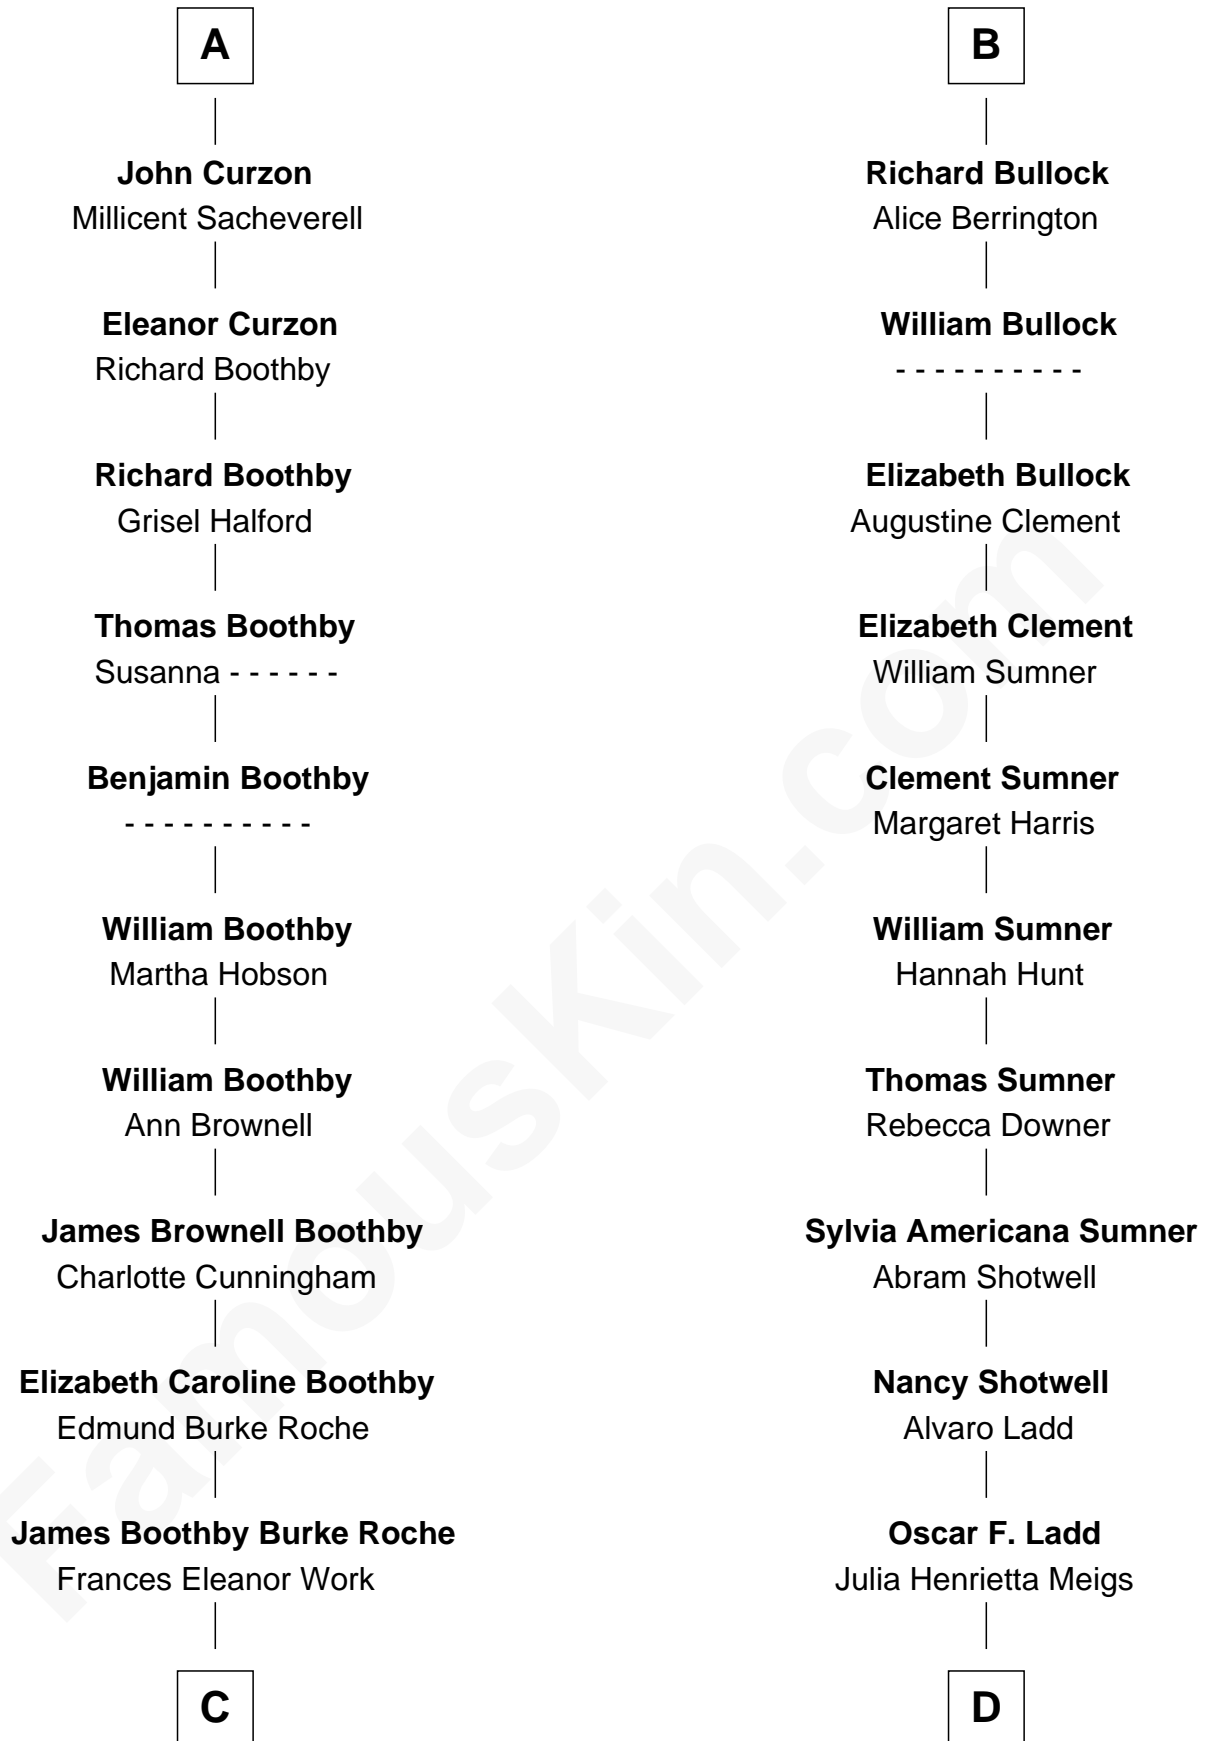 A
John Curzon
Millicent Sacheverell
Eleanor Curzon
Richard Boothby
Richard Boothby
Grisel Halford
Thomas Boothby
Susanna - - - - - -
Benjamin Boothby
- - - - - - - - - -
William Boothby
Martha Hobson
William Boothby
Ann Brownell
James Brownell Boothby
Charlotte Cunningham
Elizabeth Caroline Boothby
Edmund Burke Roche
James Boothby Burke Roche
Frances Eleanor Work
C
B
Richard Bullock
Alice Berrington
William Bullock
- - - - - - - - - -
Elizabeth Bullock
Augustine Clement
Elizabeth Clement
William Sumner
Clement Sumner
Margaret Harris
William Sumner
Hannah Hunt
Thomas Sumner
Rebecca Downer
Sylvia Americana Sumner
Abram Shotwell
Nancy Shotwell
Alvaro Ladd
Oscar F. Ladd
Julia Henrietta Meigs
D
FamousKin.com